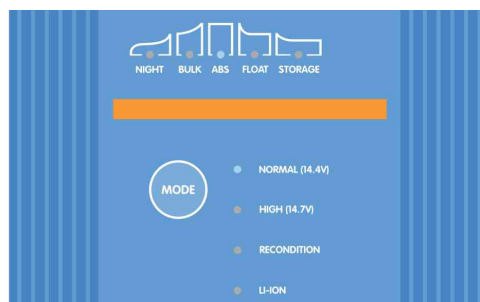 NIGHT BULK ABS FLOAT STORAGE
MODE
NORMAL (14.4V)
HIGH (14.7V)
RECONDITION
LI-ION